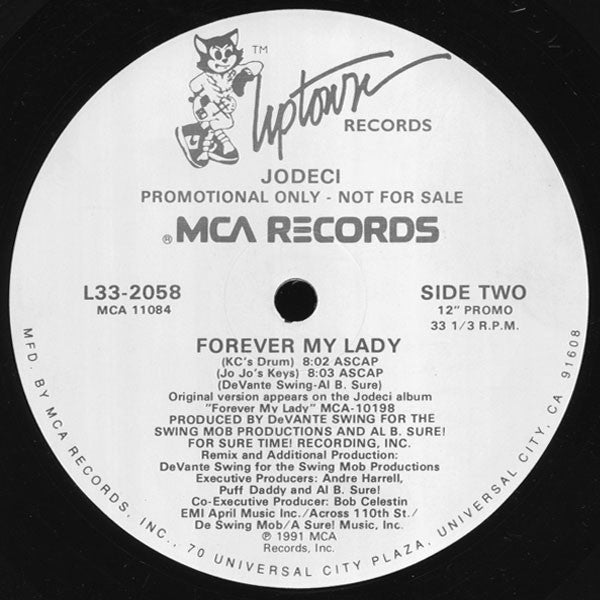 TM
Uptown
RECORDS
JODECI
PROMOTIONAL ONLY - NOT FOR SALE
® MCA RECORDS
L33-2058
MCA 11084
SIDE TWO
12" PROMO
33 1/3 R.P.M.
FOREVER MY LADY
(KC's Drum) 8:02 ASCAP
(Jo Jo's Keys) 8:03 ASCAP
(DeVante Swing-Al B. Sure)
Original version appears on the Jodeci album
"Forever My Lady" MCA-10198
PRODUCED BY DeVANTE SWING FOR THE
SWING MOB PRODUCTIONS AND AL B. SURE!
FOR SURE TIME! RECORDING, INC.
Remix and Additional Production:
DeVante Swing for the Swing Mob Productions
Executive Producers: Andre Harrell,
Puff Daddy and Al B. Sure!
Co-Executive Producer: Bob Celestin
EMI April Music Inc./Across 110th St./
De Swing Mob/A Sure! Music, Inc.
℗ 1991 MCA
Records, Inc.
MFD. BY MCA RECORDS, INC., 70 UNIVERSAL CITY PLAZA, UNIVERSAL CITY, CA 91608